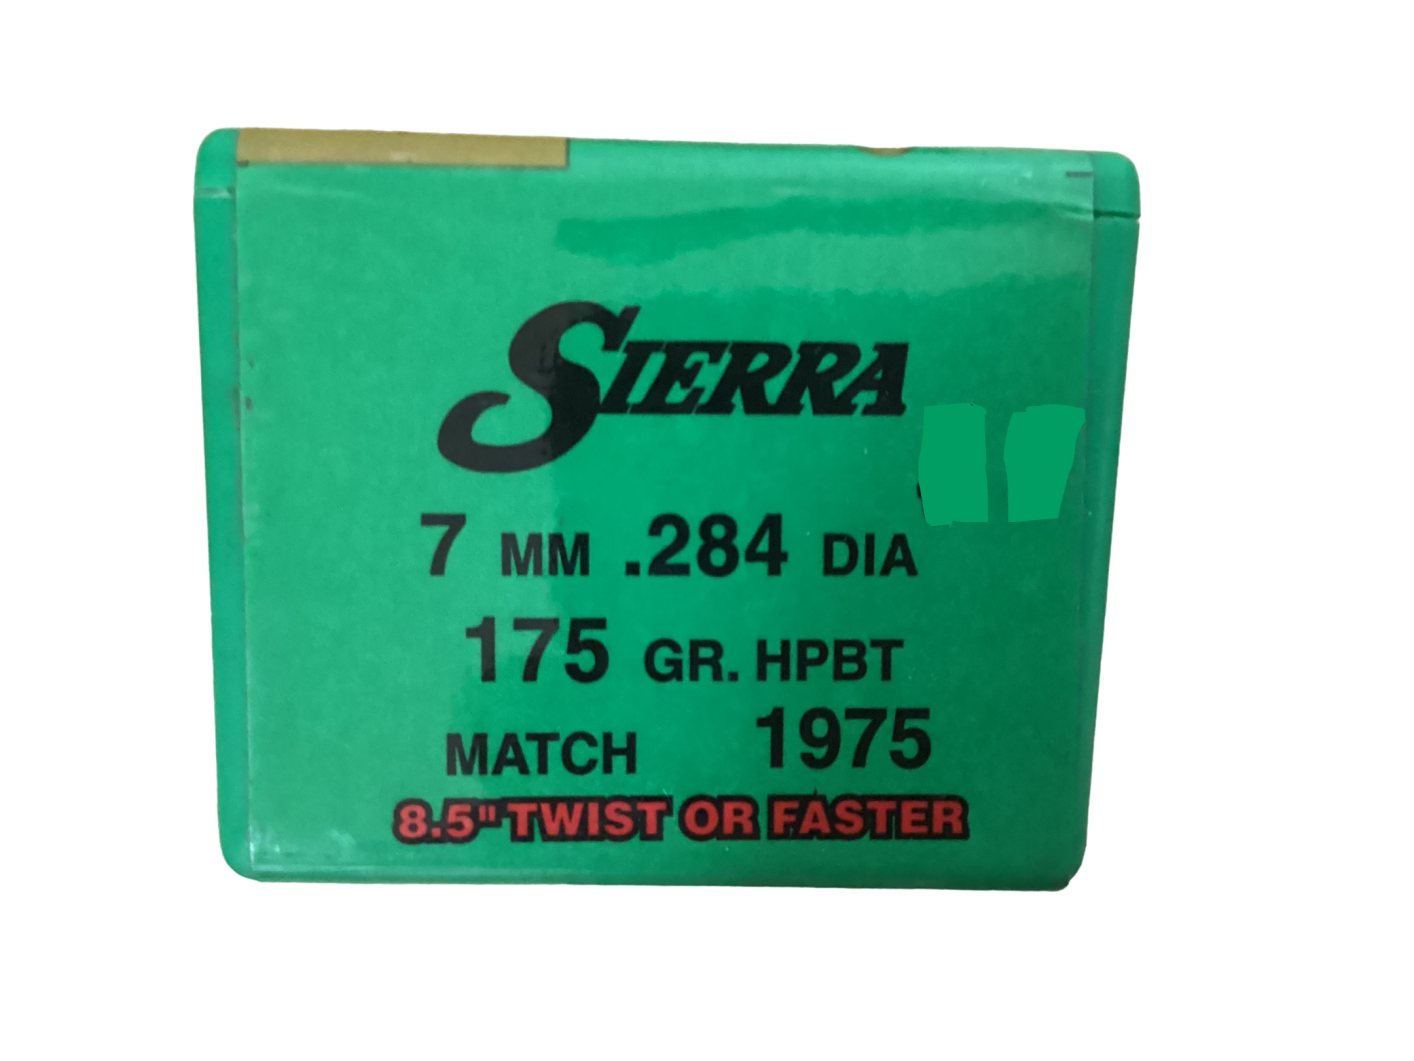 SIERRA
7 MM .284 DIA
175 GR. HPBT
MATCH 1975
8.5" TWIST OR FASTER